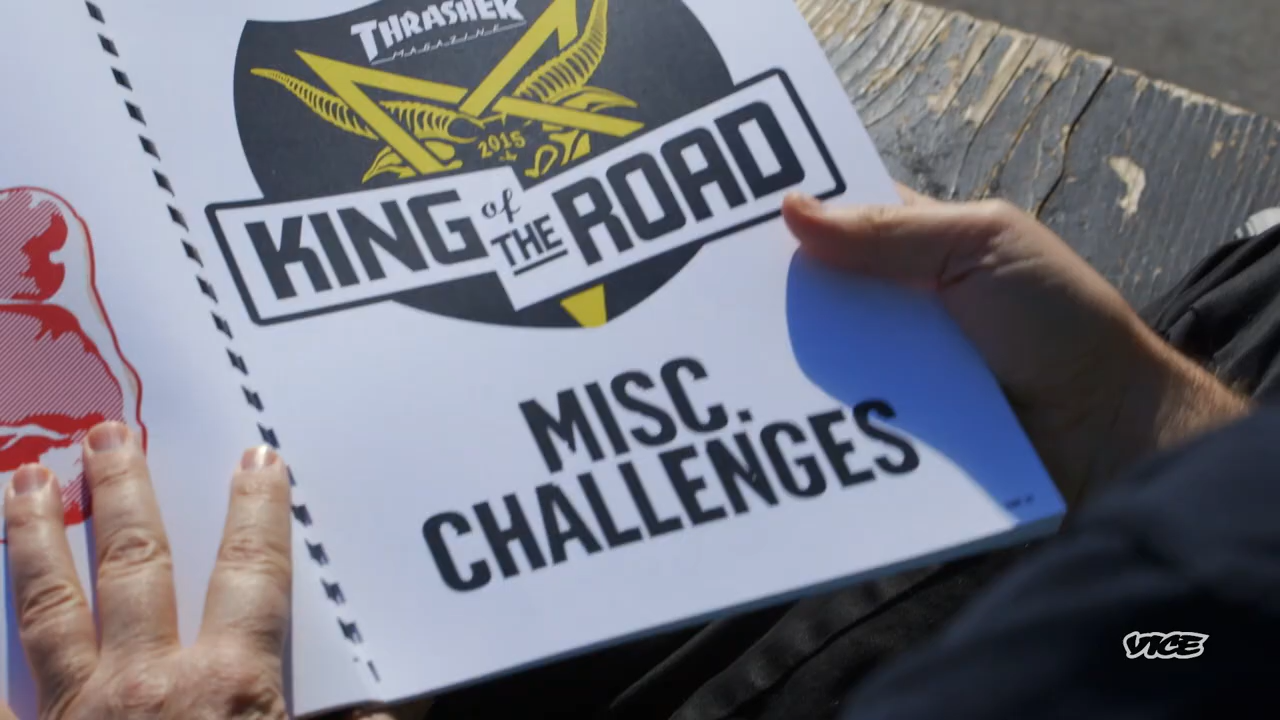 THRASHER
MAGAZINE
2015
KING of THE ROAD
MISC.
CHALLENGES
VICE